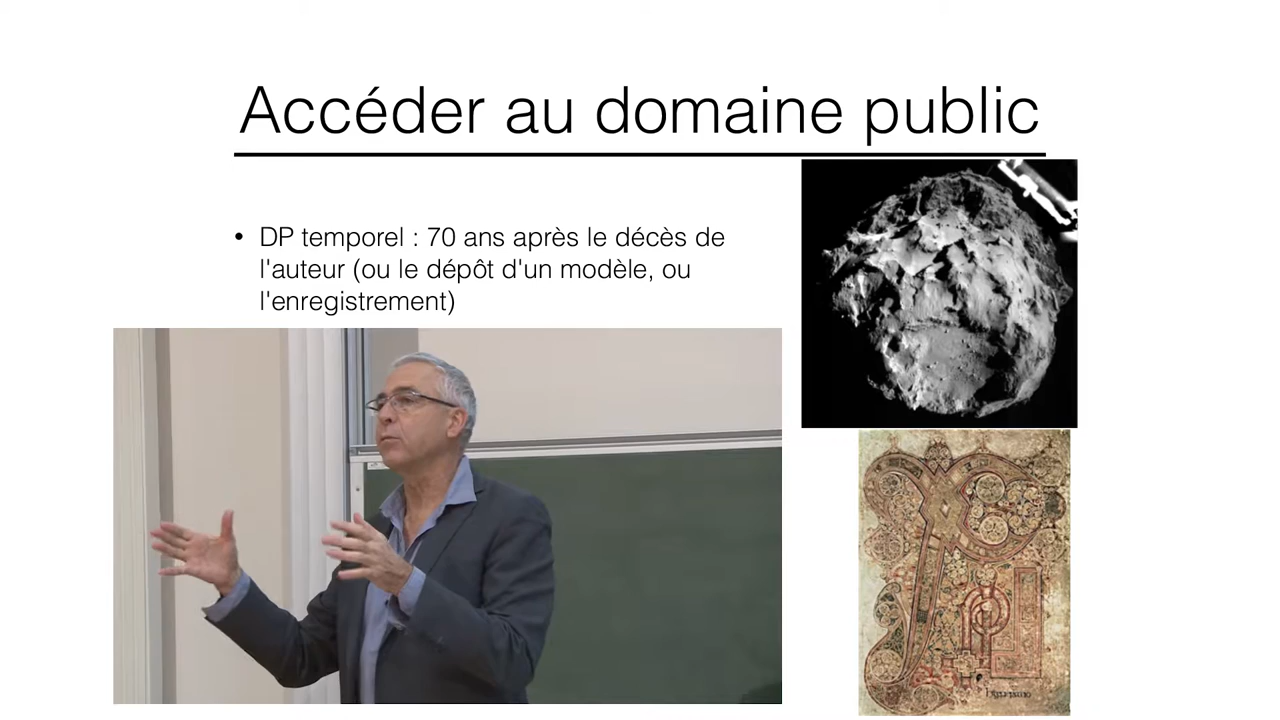 Accéder au domaine public
• DP temporel : 70 ans après le décès de
l'auteur (ou le dépôt d'un modèle, ou
l'enregistrement)